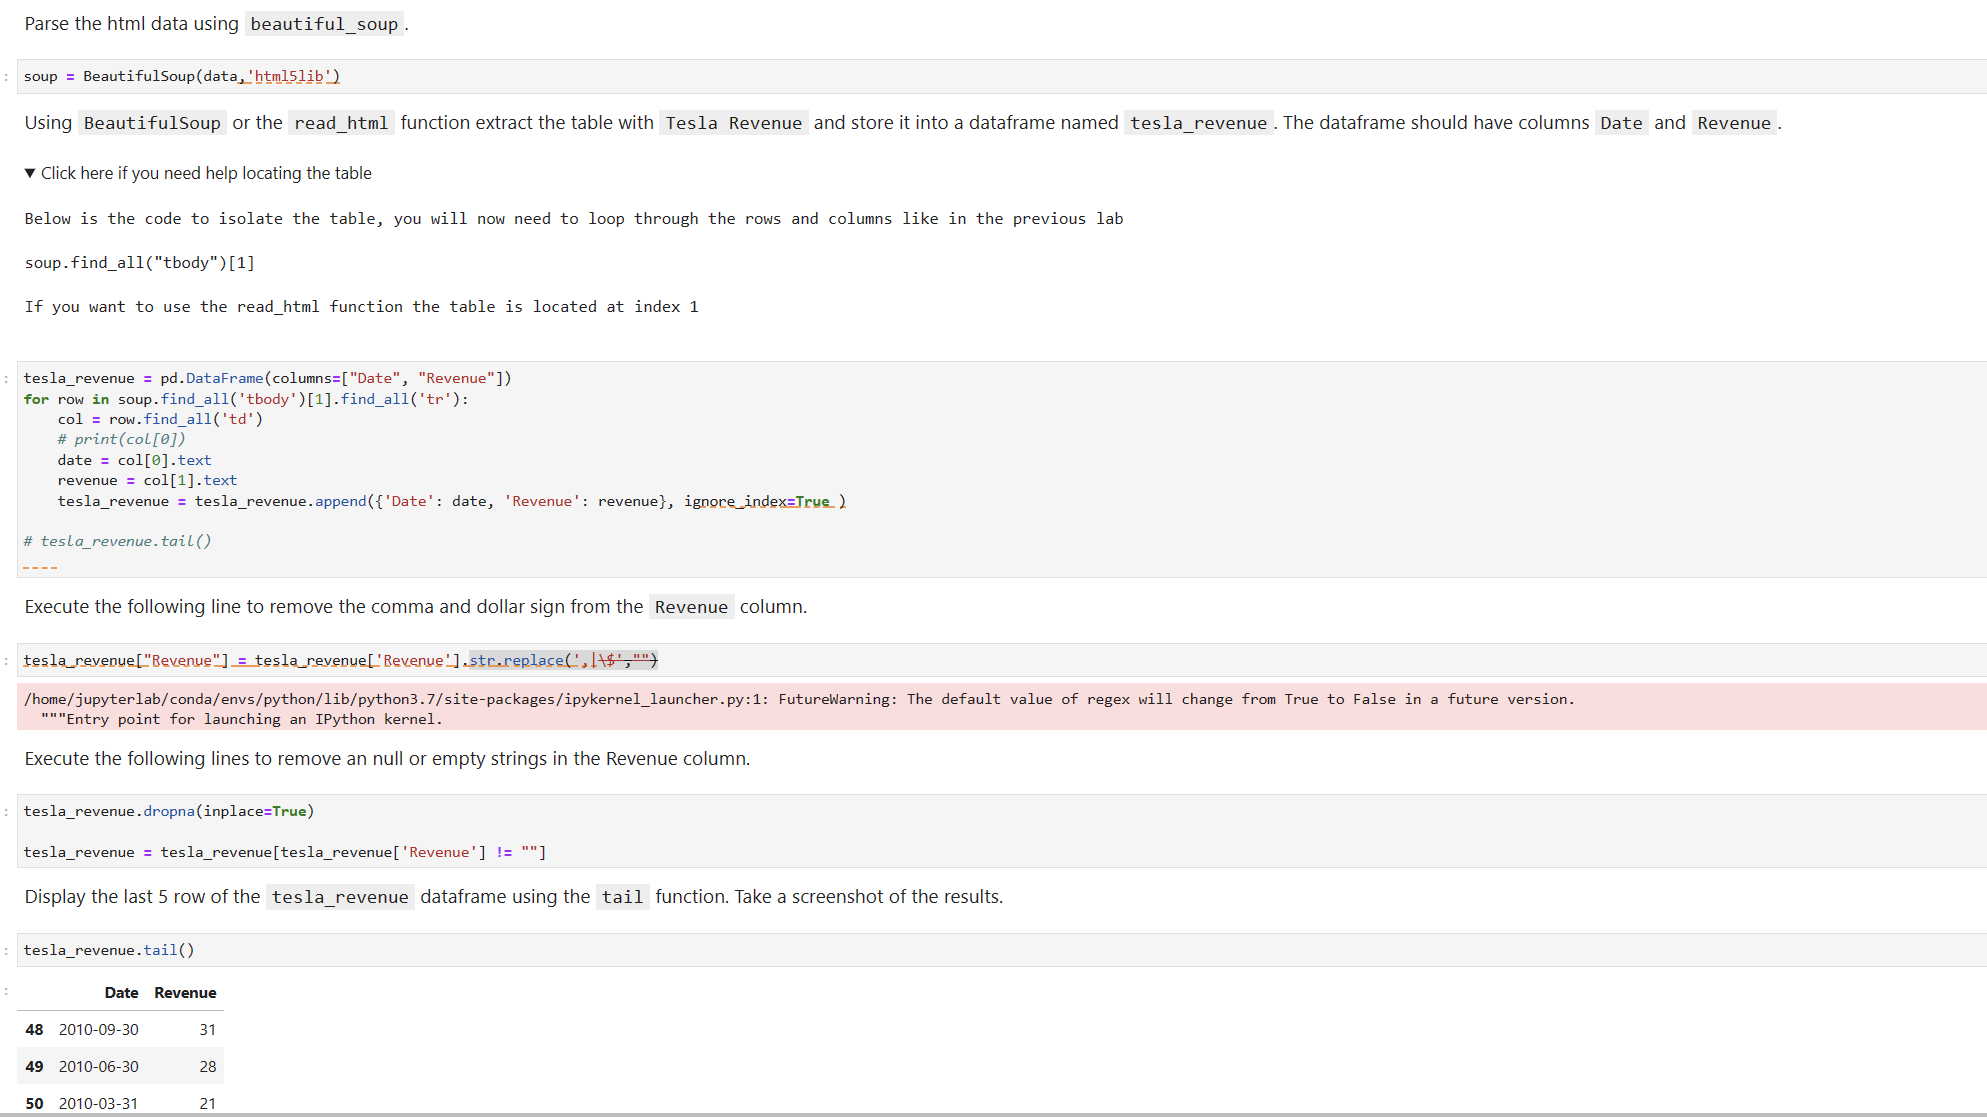 Parse the html data using beautiful_soup.
: soup = BeautifulSoup(data,'html5lib')
Using BeautifulSoup or the read_html function extract the table with Tesla Revenue and store it into a dataframe named tesla_revenue. The dataframe should have columns Date and Revenue.
▼ Click here if you need help locating the table
Below is the code to isolate the table, you will now need to loop through the rows and columns like in the previous lab
soup.find_all("tbody")[1]
If you want to use the read_html function the table is located at index 1
: tesla_revenue = pd.DataFrame(columns=["Date", "Revenue"])
for row in soup.find_all('tbody')[1].find_all('tr'):
    col = row.find_all('td')
    # print(col[0])
    date = col[0].text
    revenue = col[1].text
    tesla_revenue = tesla_revenue.append({'Date': date, 'Revenue': revenue}, ignore_index=True )
# tesla_revenue.tail()
Execute the following line to remove the comma and dollar sign from the Revenue column.
: tesla_revenue["Revenue"] = tesla_revenue['Revenue'].str.replace(',|\$',"")
/home/jupyterlab/conda/envs/python/lib/python3.7/site-packages/ipykernel_launcher.py:1: FutureWarning: The default value of regex will change from True to False in a future version.
  """Entry point for launching an IPython kernel.
Execute the following lines to remove an null or empty strings in the Revenue column.
: tesla_revenue.dropna(inplace=True)
tesla_revenue = tesla_revenue[tesla_revenue['Revenue'] != ""]
Display the last 5 row of the tesla_revenue dataframe using the tail function. Take a screenshot of the results.
: tesla_revenue.tail()
: Date Revenue
48 2010-09-30 31
49 2010-06-30 28
50 2010-03-31 21